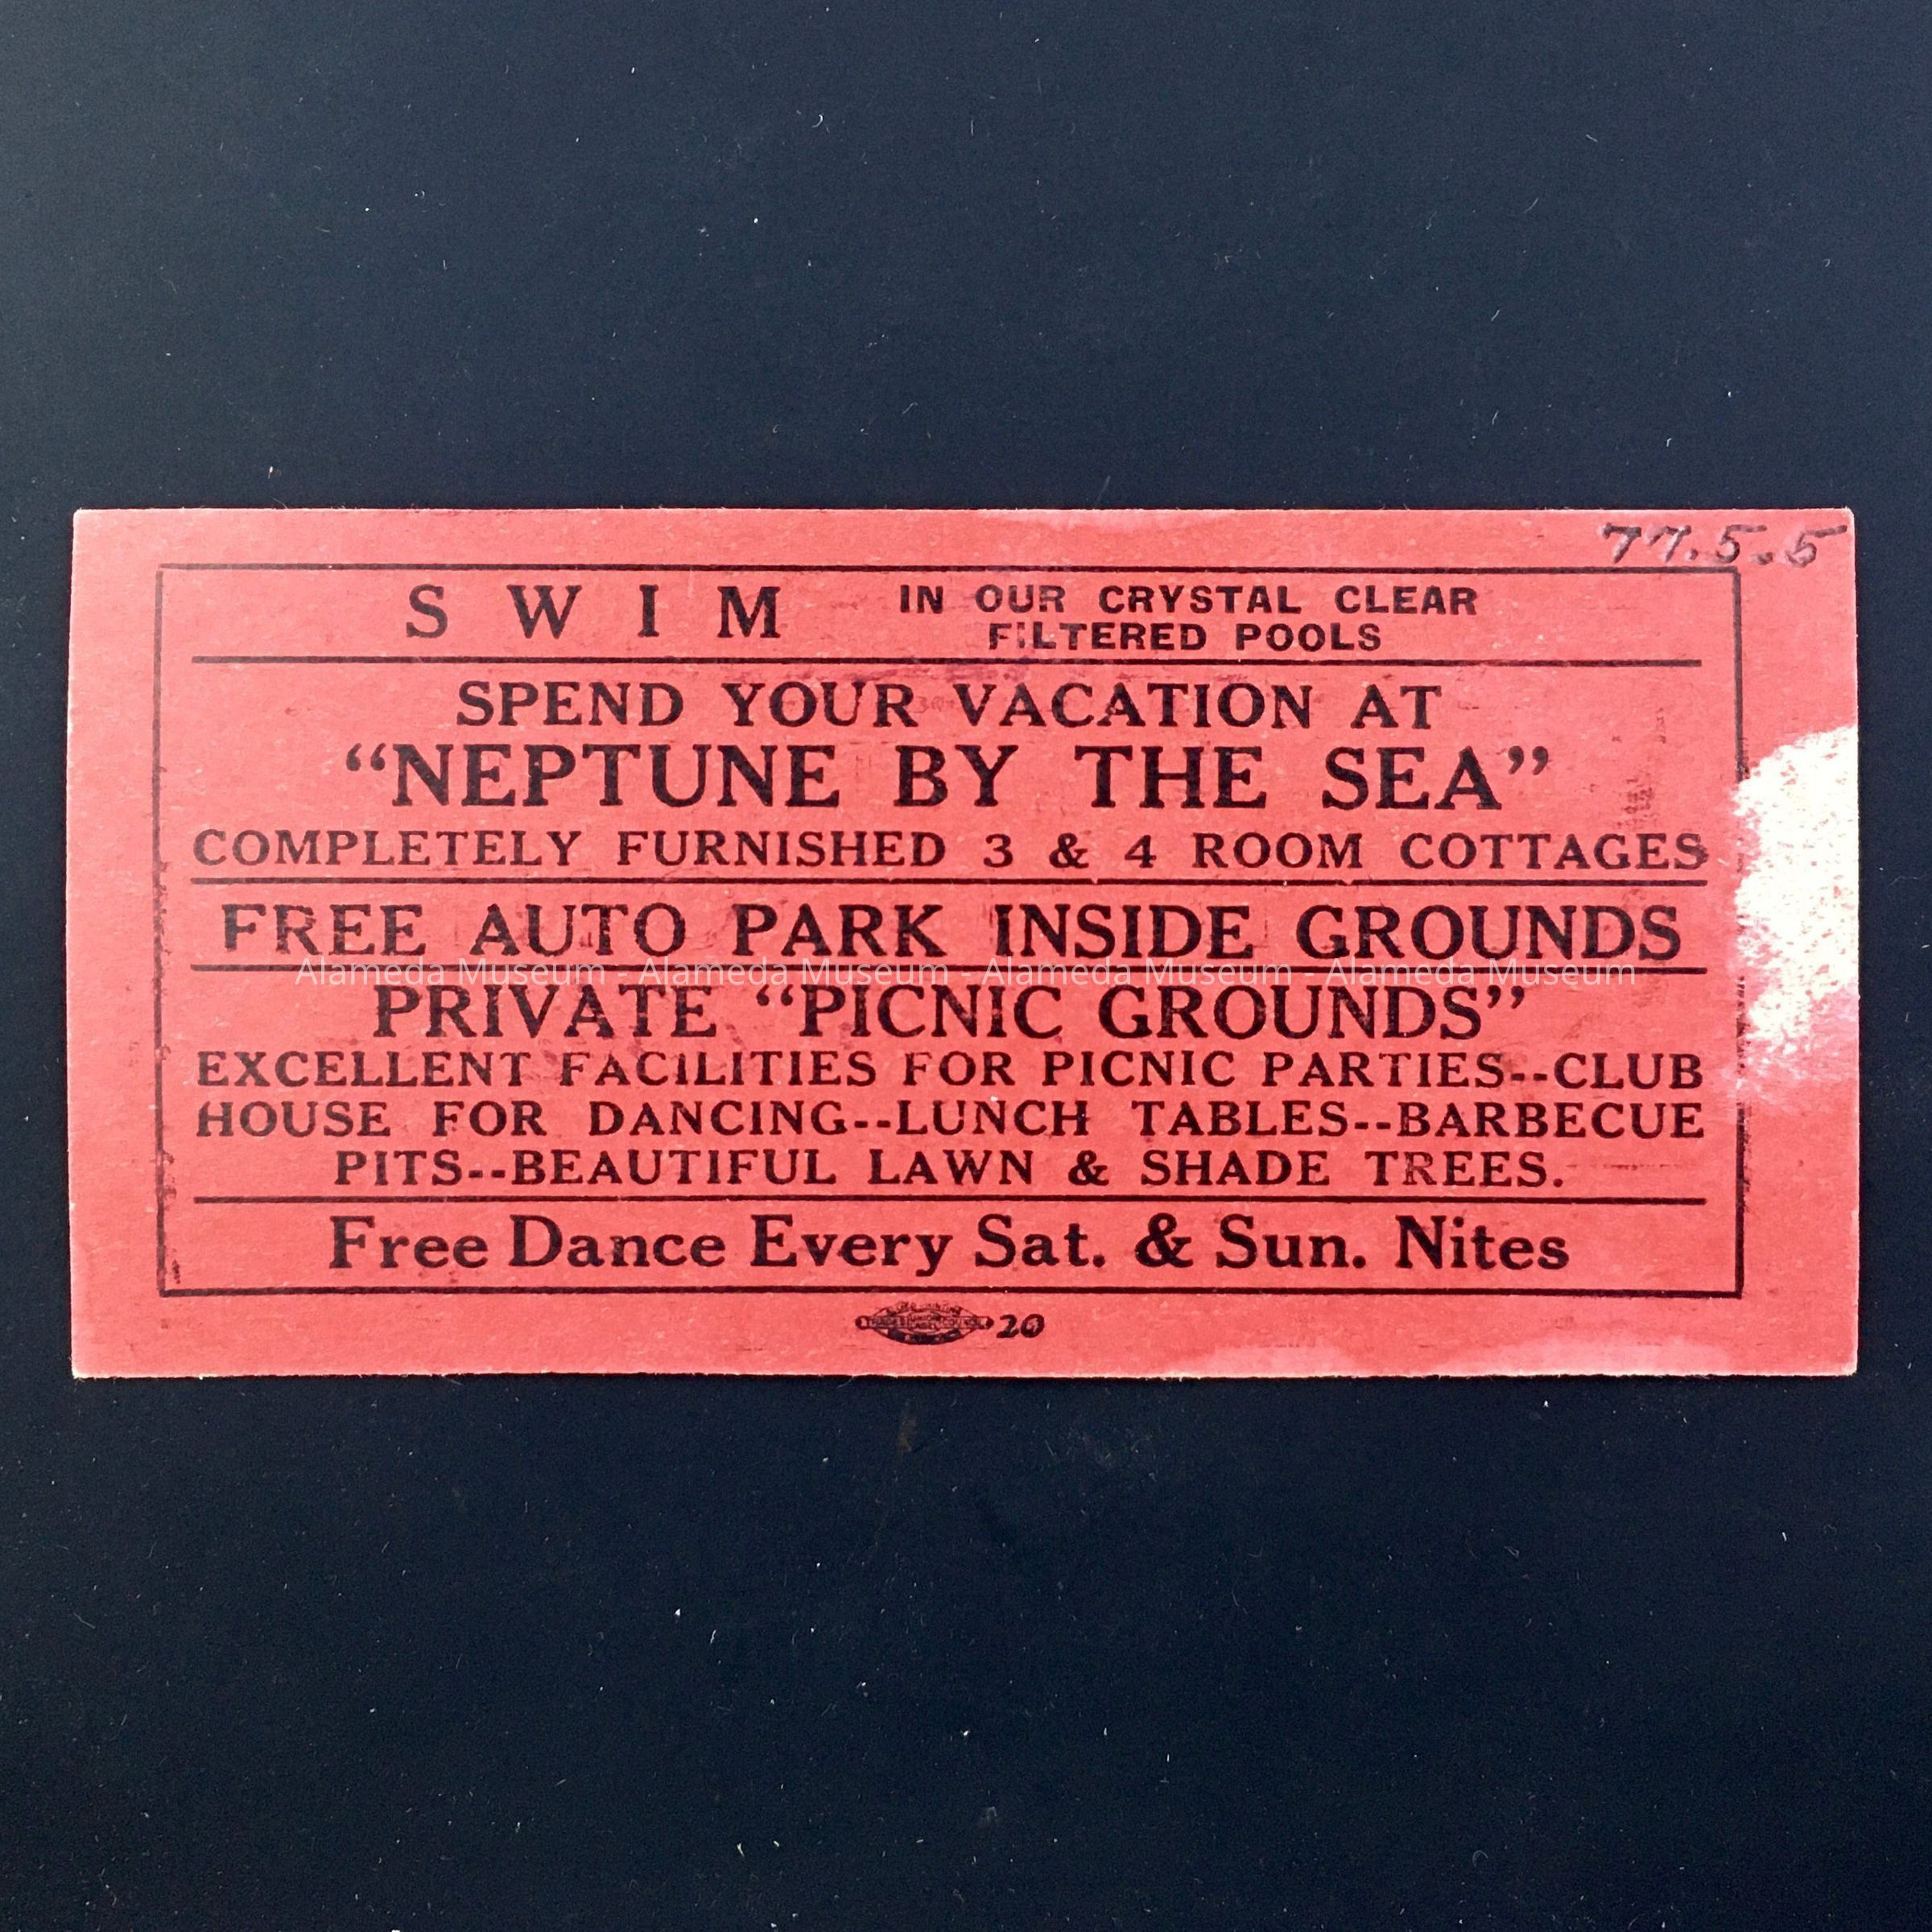 77.5.5
SWIM IN OUR CRYSTAL CLEAR
FILTERED POOLS
SPEND YOUR VACATION AT
“NEPTUNE BY THE SEA”
COMPLETELY FURNISHED 3 & 4 ROOM COTTAGES
FREE AUTO PARK INSIDE GROUNDS
Alameda Museum - Alameda Museum - Alameda Museum - Alameda Museum
PRIVATE “PICNIC GROUNDS”
EXCELLENT FACILITIES FOR PICNIC PARTIES--CLUB
HOUSE FOR DANCING--LUNCH TABLES--BARBECUE
PITS--BEAUTIFUL LAWN & SHADE TREES.
Free Dance Every Sat. & Sun. Nites
20